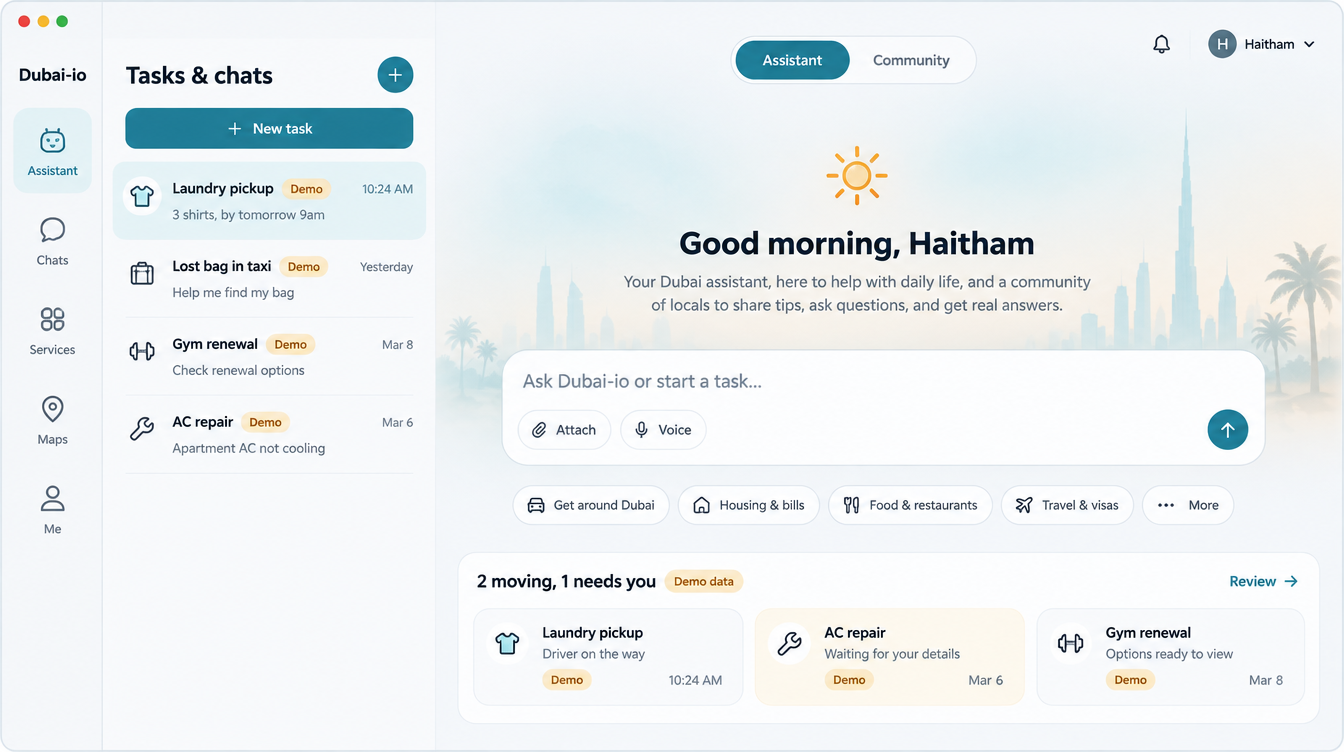 Dubai-io
Assistant
Chats
Services
Maps
Me
Tasks & chats
New task
Laundry pickup Demo 10:24 AM
3 shirts, by tomorrow 9am
Lost bag in taxi Demo Yesterday
Help me find my bag
Gym renewal Demo Mar 8
Check renewal options
AC repair Demo Mar 6
Apartment AC not cooling
Assistant Community
H Haitham
Good morning, Haitham
Your Dubai assistant, here to help with daily life, and a community
of locals to share tips, ask questions, and get real answers.
Ask Dubai-io or start a task...
Attach Voice
Get around Dubai Housing & bills Food & restaurants Travel & visas More
2 moving, 1 needs you Demo data Review
Laundry pickup
Driver on the way
Demo 10:24 AM
AC repair
Waiting for your details
Demo Mar 6
Gym renewal
Options ready to view
Demo Mar 8